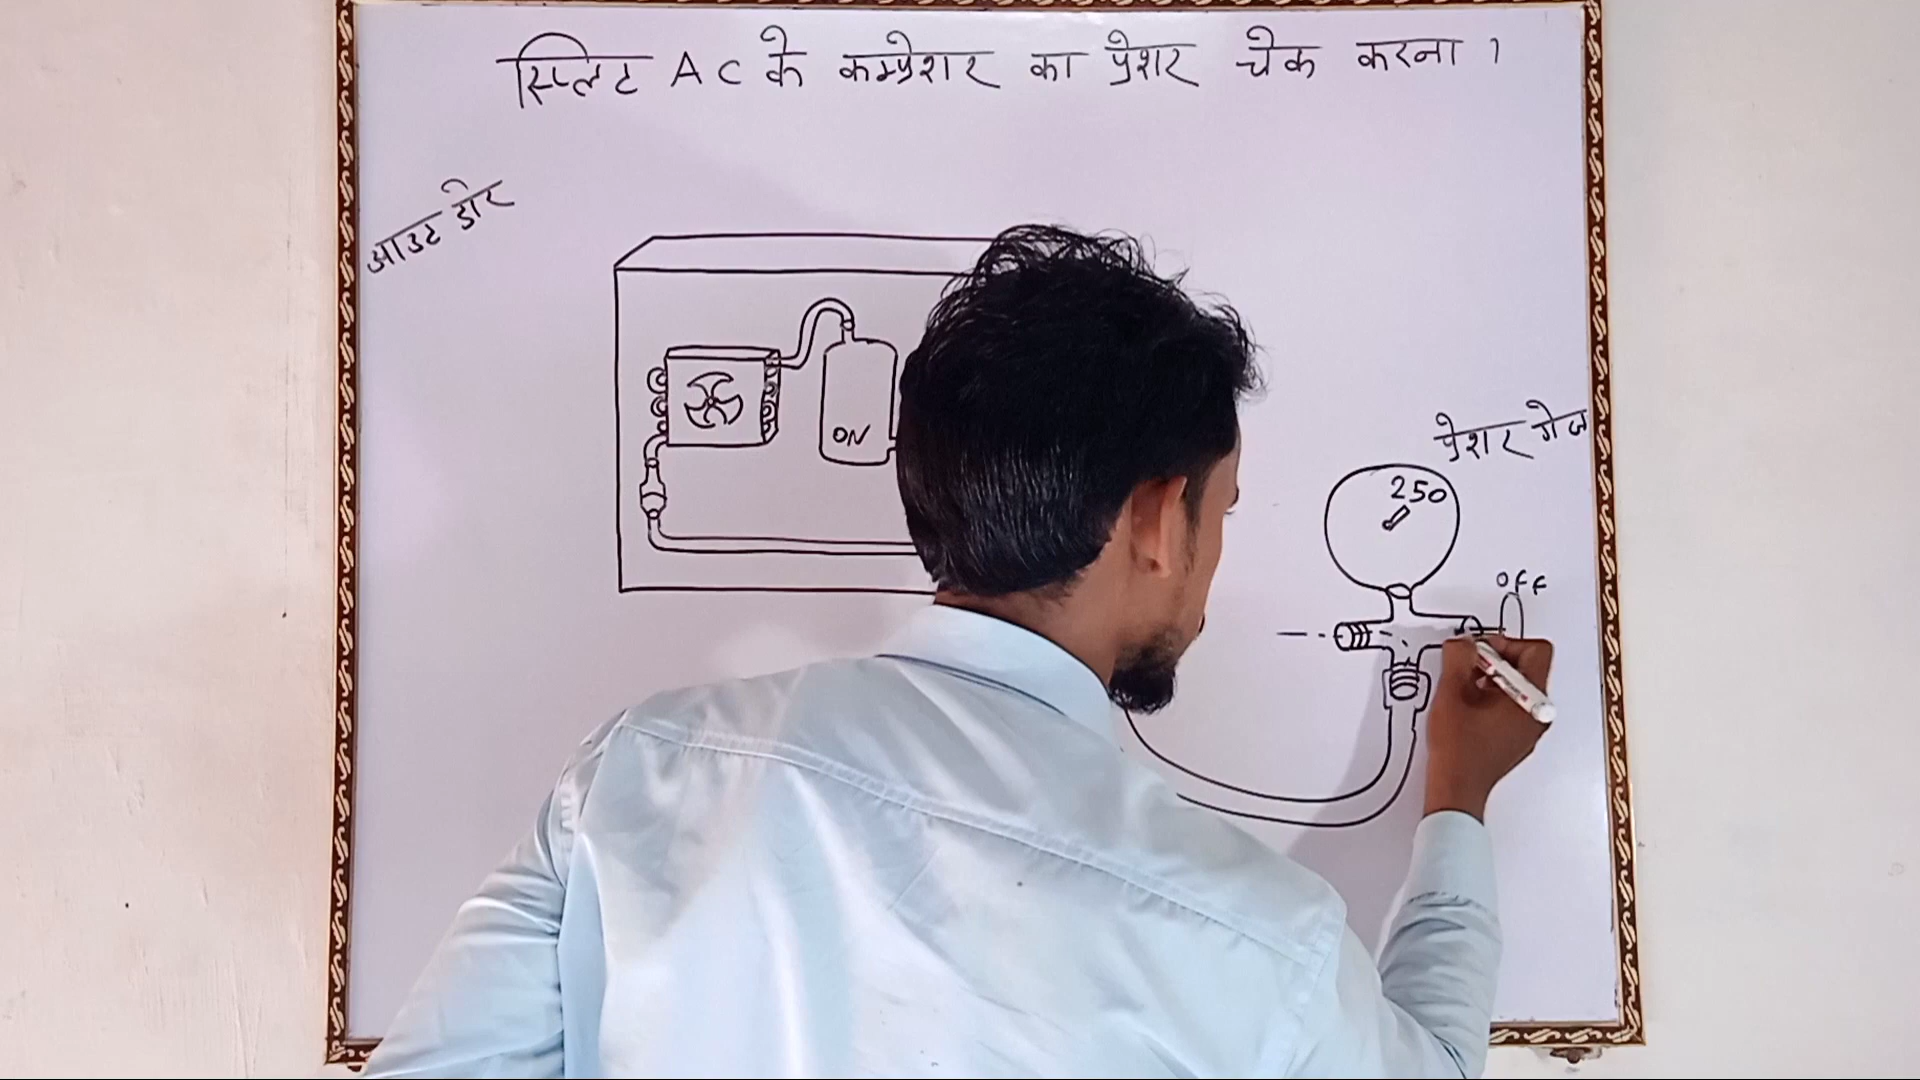 स्प्लिट AC के कम्प्रेशर का प्रेशर चेक करना ।
आउट डोर
ON
प्रेशर गेज
250
OFF